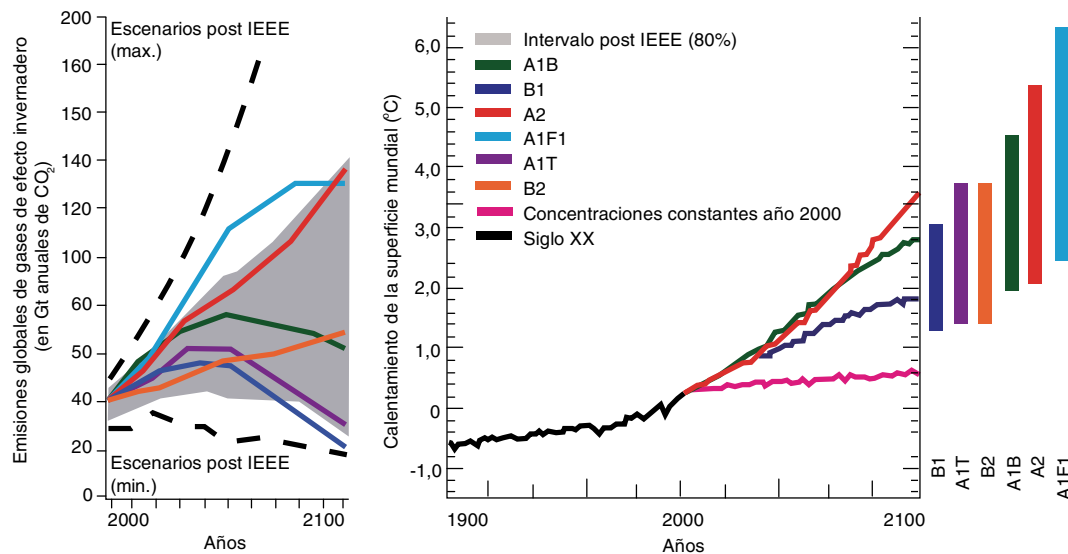 Emisiones globales de gases de efecto invernadero
(en Gt anuales de CO2)
200
160
160
140
120
100
60
50
40
20
0
Escenarios post IEEE
(max.)
Escenarios post IEEE
(min.)
2000
2100
Años
Calentamiento de la superficie mundial (ºC)
6,0
5,0
4,0
3,0
2,0
1,0
0
-1,0
Intervalo post IEEE (80%)
A1B
B1
A2
A1F1
A1T
B2
Concentraciones constantes año 2000
Siglo XX
1900
2000
2100
Años
B1
A1T
B2
A1B
A2
A1F1